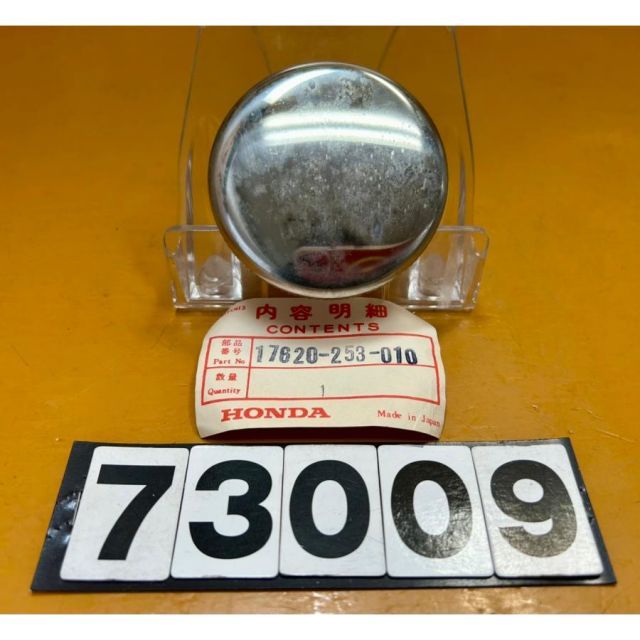 内容明細
CONTENTS
部品
番号
Part No
17620-253-010
数量
Quantity
1
HONDA
Made in Japan
73009